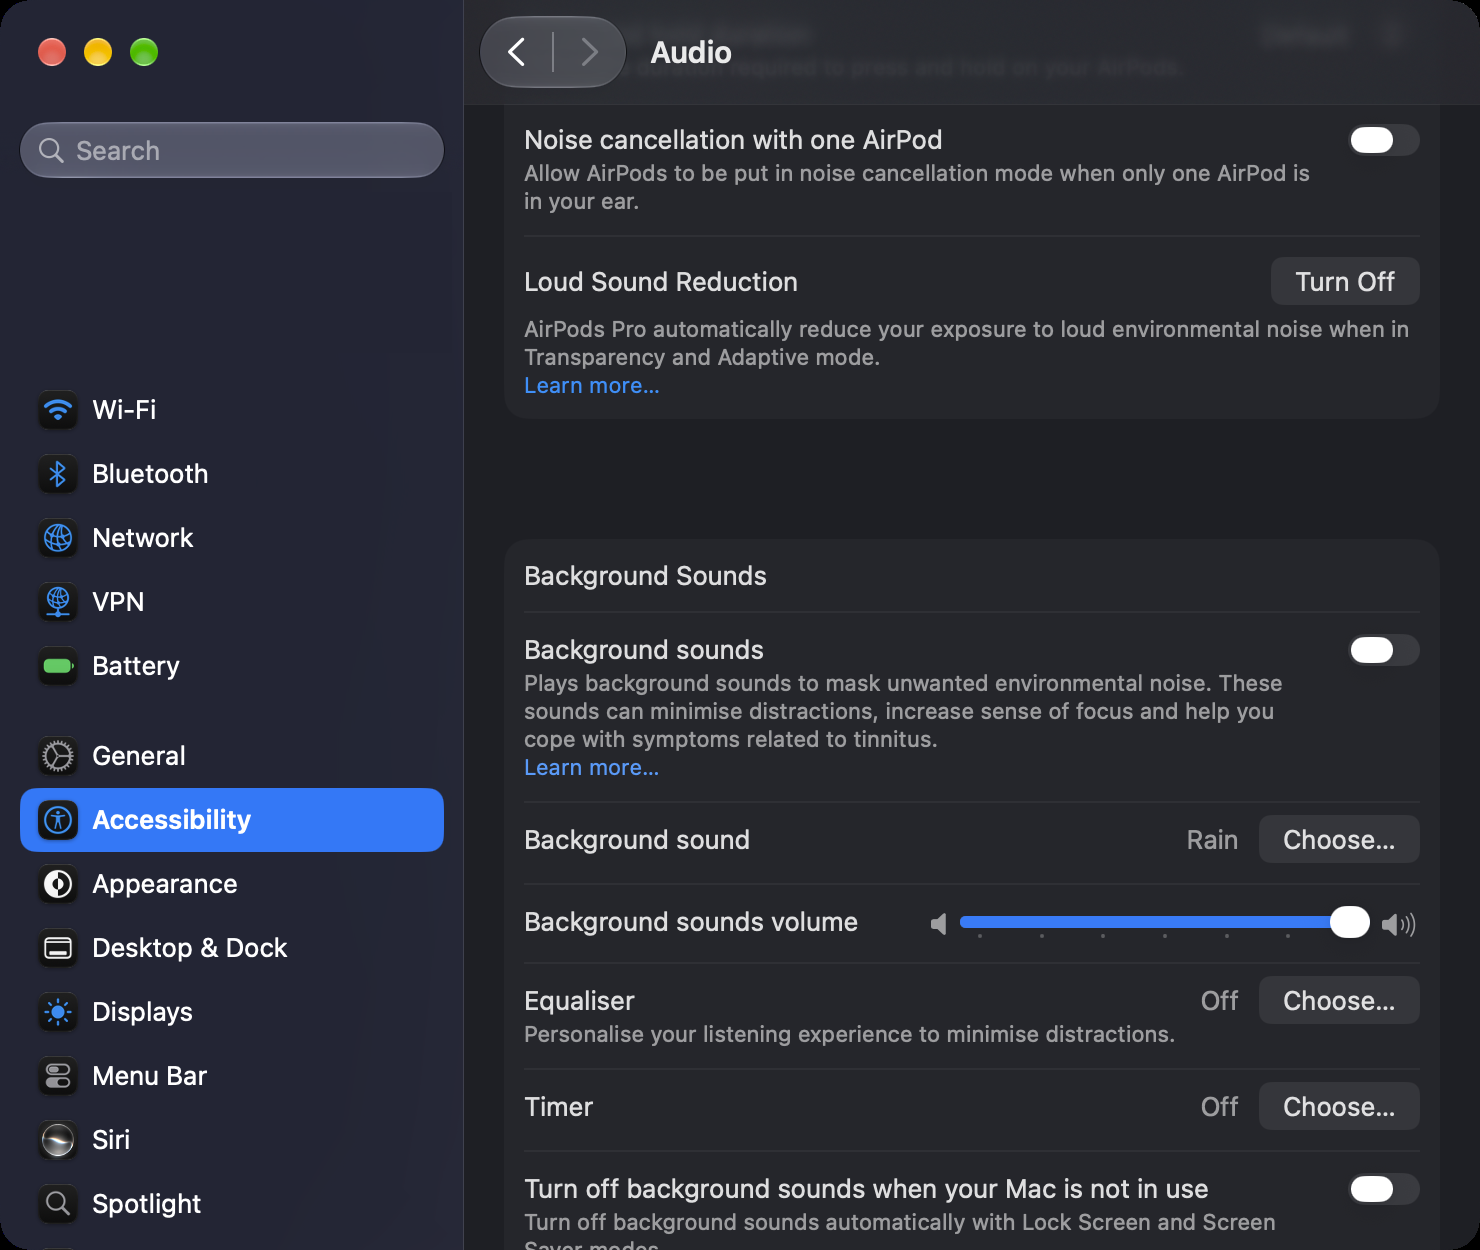 Audio
Search
Wi-Fi
Bluetooth
Network
VPN
Battery
General
Accessibility
Appearance
Desktop & Dock
Displays
Menu Bar
Siri
Spotlight
Noise cancellation with one AirPod
Allow AirPods to be put in noise cancellation mode when only one AirPod is
in your ear.
Loud Sound Reduction
Turn Off
AirPods Pro automatically reduce your exposure to loud environmental noise when in
Transparency and Adaptive mode.
Learn more...
Background Sounds
Background sounds
Plays background sounds to mask unwanted environmental noise. These
sounds can minimise distractions, increase sense of focus and help you
cope with symptoms related to tinnitus.
Learn more...
Background sound
Rain
Choose...
Background sounds volume
Equaliser
Off
Choose...
Personalise your listening experience to minimise distractions.
Timer
Off
Choose...
Turn off background sounds when your Mac is not in use
Turn off background sounds automatically with Lock Screen and Screen
Saver modes.